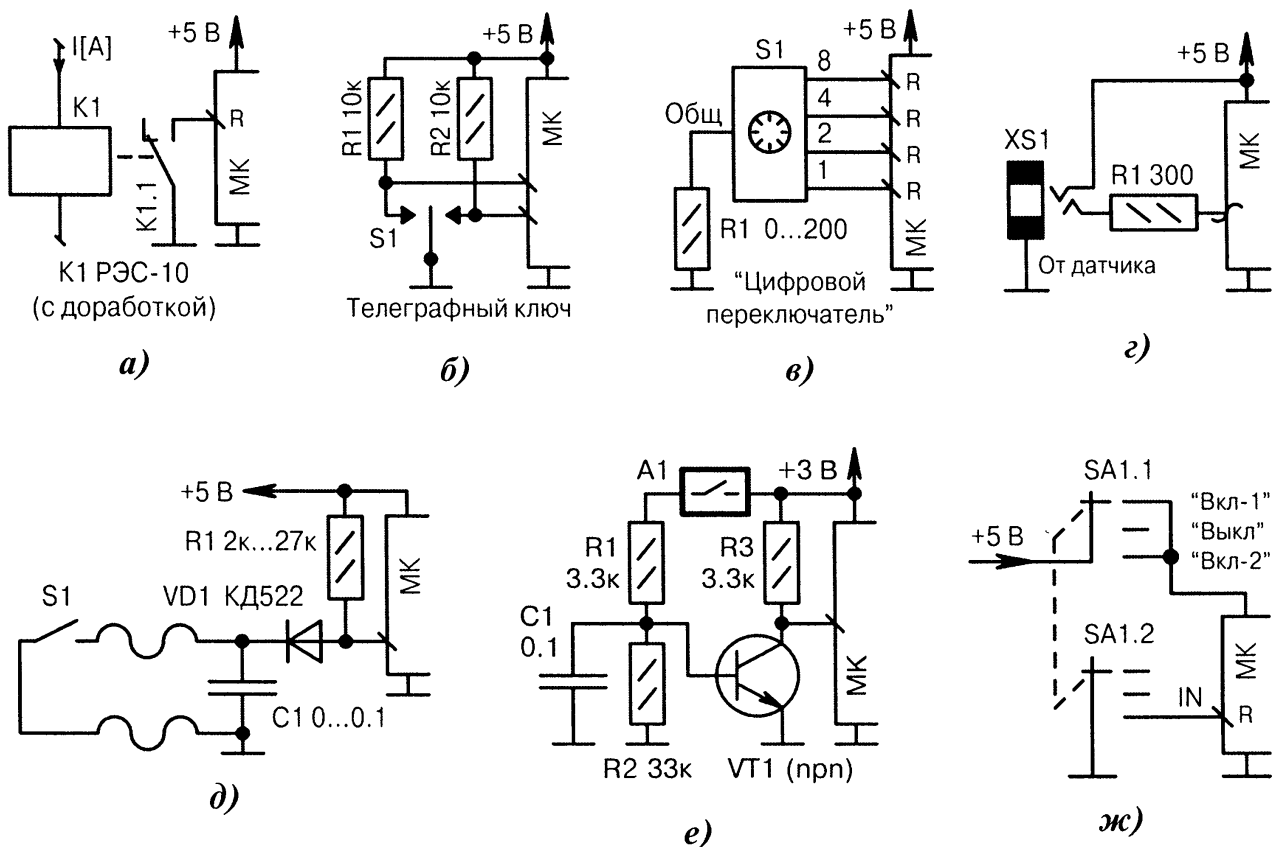 I[A]
+5 В
K1
R
МК
K1.1
K1 РЭС-10
(с доработкой)
а)
+5 В
R1 10к
R2 10к
МК
S1
Телеграфный ключ
б)
+5 В
S1
8
R
4
R
Общ
2
R
1
R
R1 0...200
МК
“Цифровой
переключатель”
в)
+5 В
XS1
МК
R1 300
От датчика
г)
+5 В
R1 2к...27к
МК
S1
VD1 КД522
C1 0...0.1
д)
A1
+3 В
R1
3.3к
R3
3.3к
C1
0.1
МК
R2 33к
VT1 (npn)
е)
SA1.1
“Вкл-1”
“Выкл”
“Вкл-2”
+5 В
SA1.2
МК
IN
R
ж)